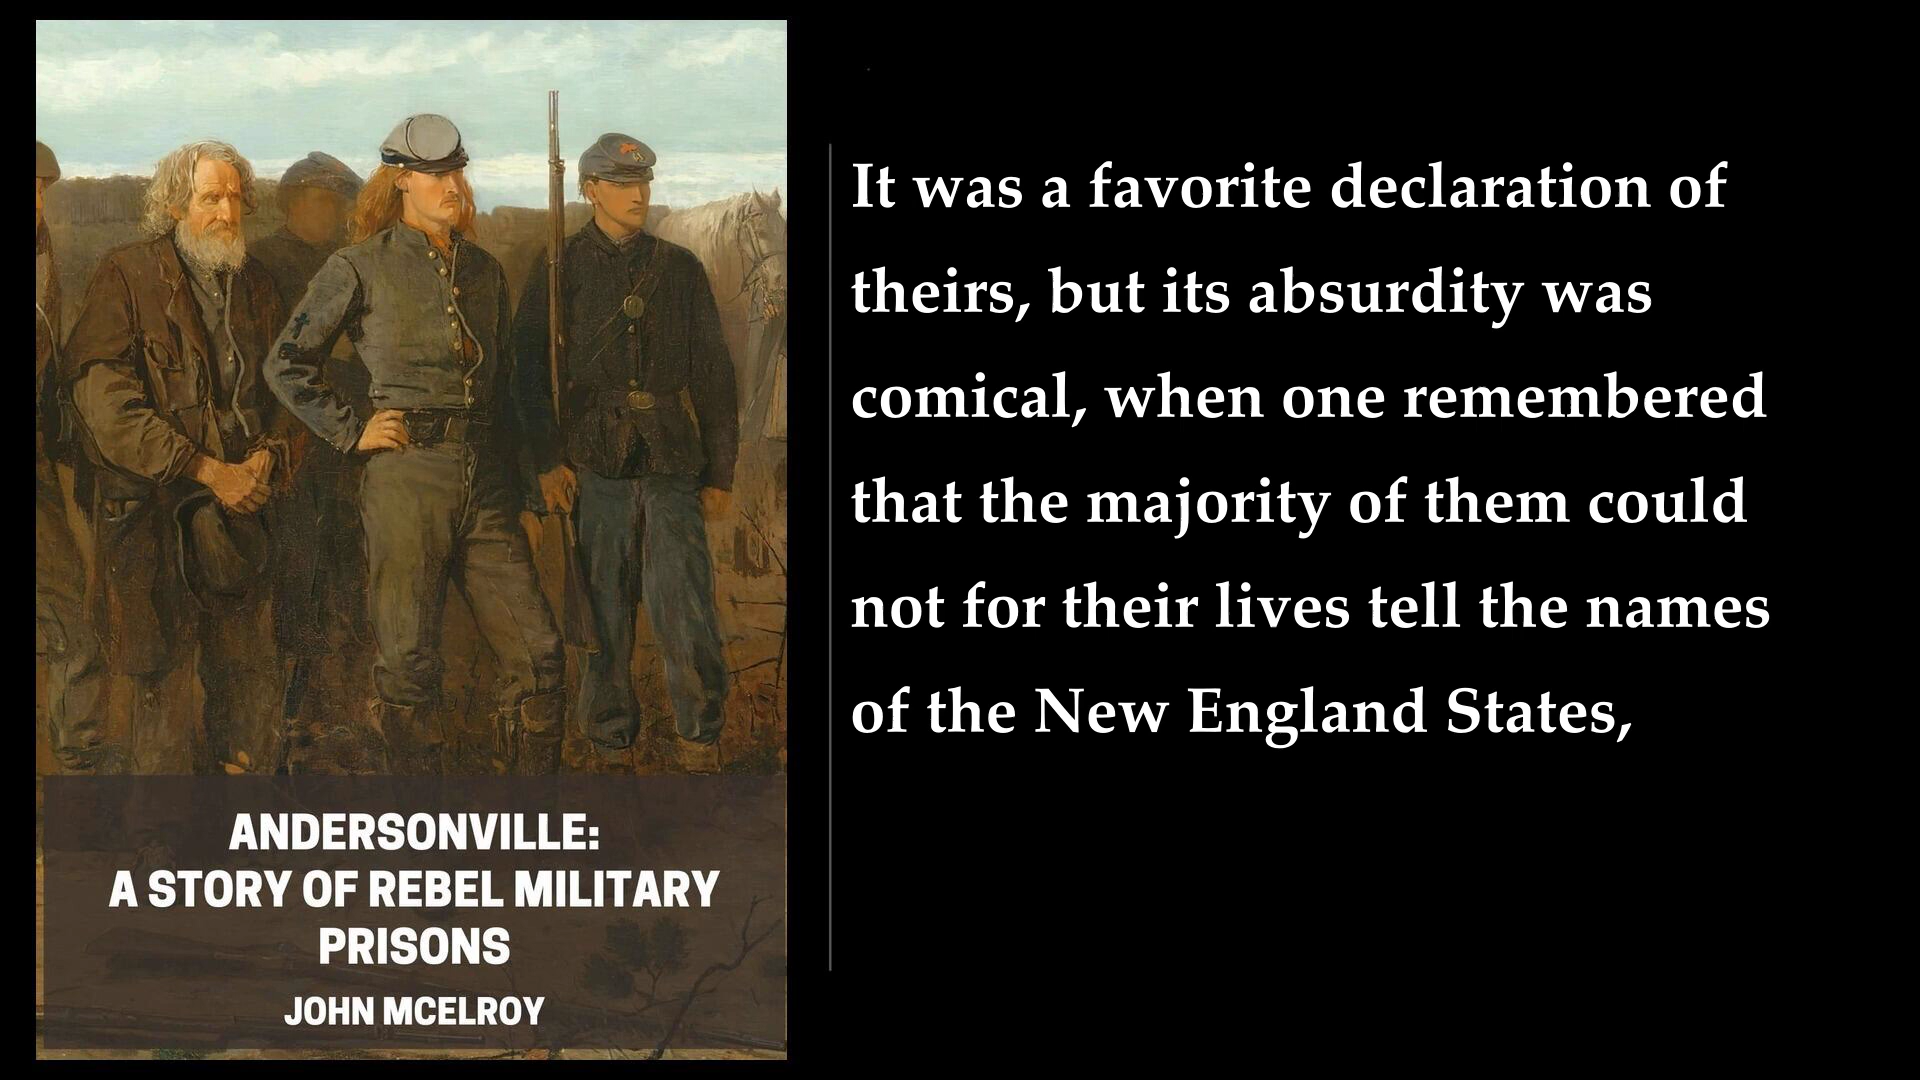 It was a favorite declaration of
theirs, but its absurdity was
comical, when one remembered
that the majority of them could
not for their lives tell the names
of the New England States,
ANDERSONVILLE:
A STORY OF REBEL MILITARY
PRISONS
JOHN MCELROY